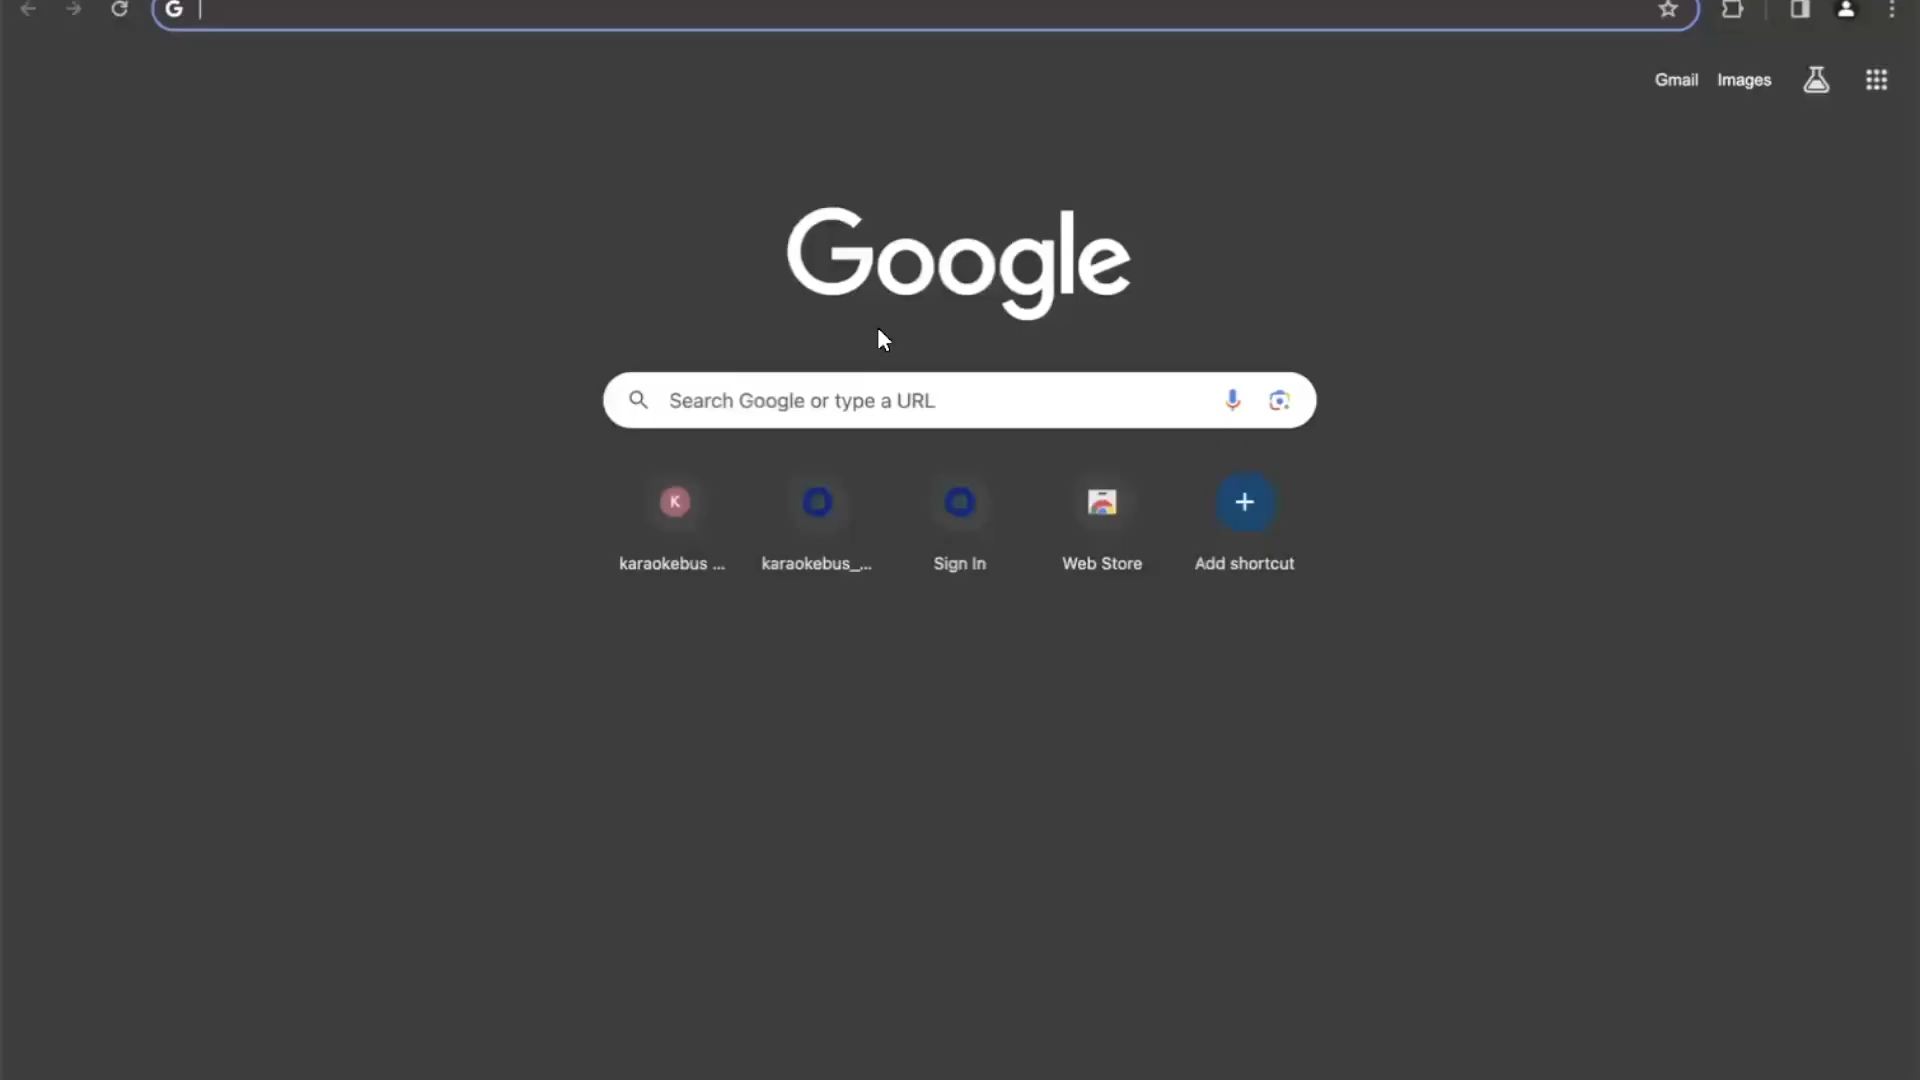 G
Gmail Images
Google
Search Google or type a URL
K
karaokebus ...
karaokebus_...
Sign In
Web Store
Add shortcut